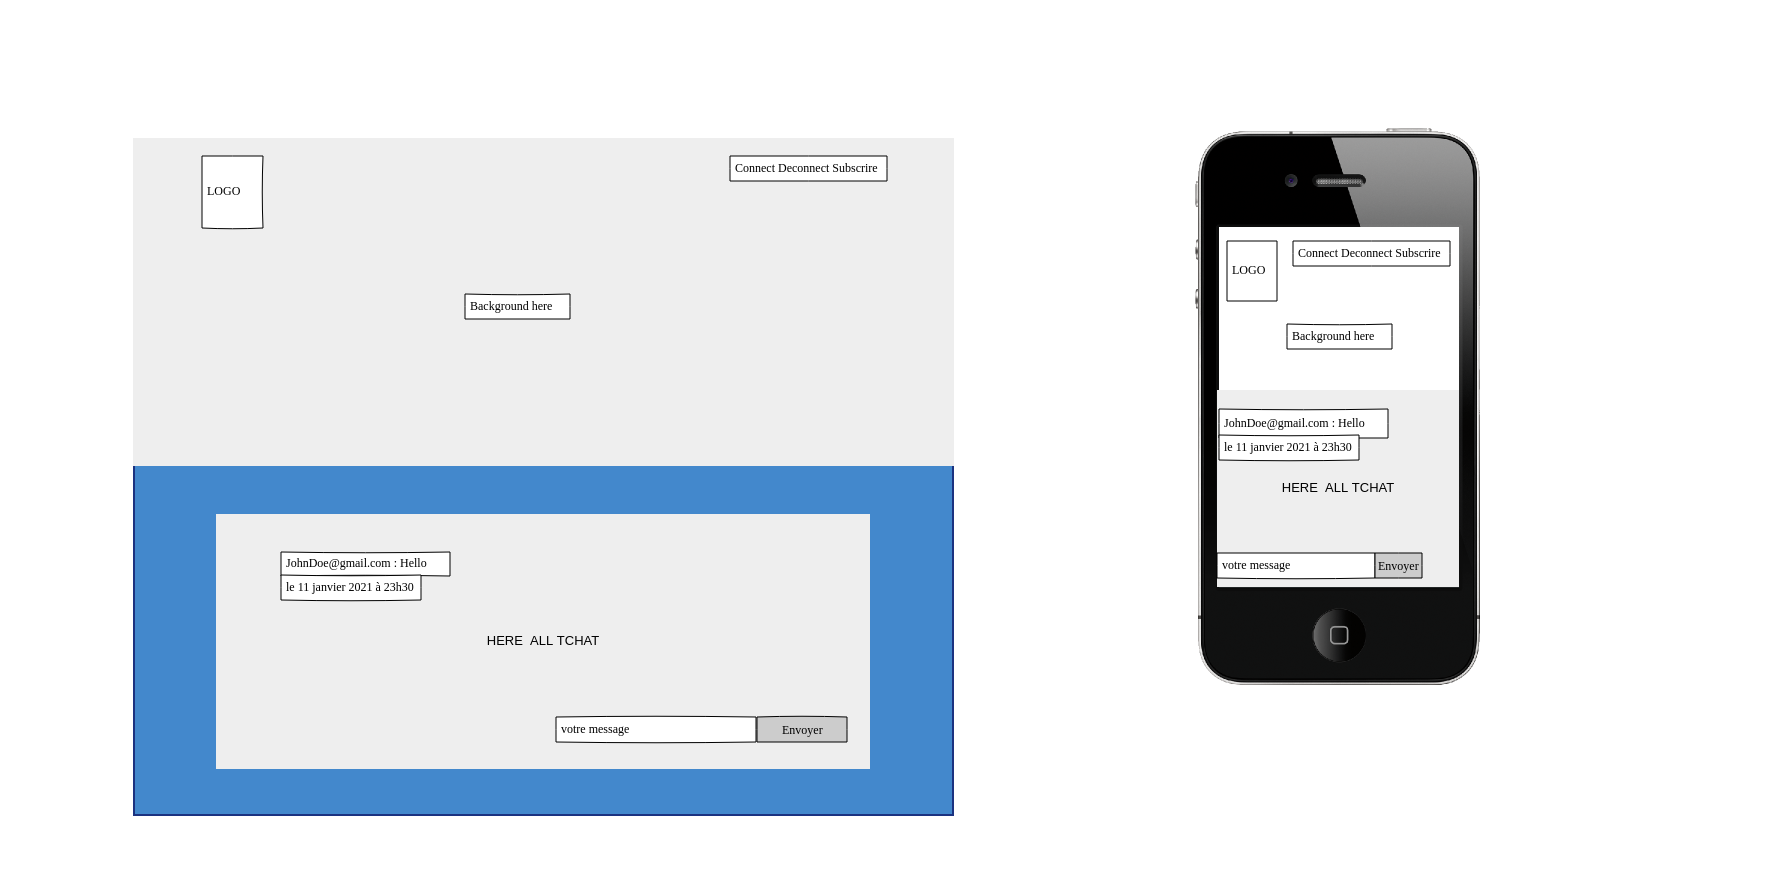 LOGO
Connect Deconnect Subscrire
Background here
JohnDoe@gmail.com : Hello
le 11 janvier 2021 à 23h30
HERE  ALL TCHAT
votre message
Envoyer
LOGO
Connect Deconnect Subscrire
Background here
JohnDoe@gmail.com : Hello
le 11 janvier 2021 à 23h30
HERE  ALL TCHAT
votre message
Envoyer